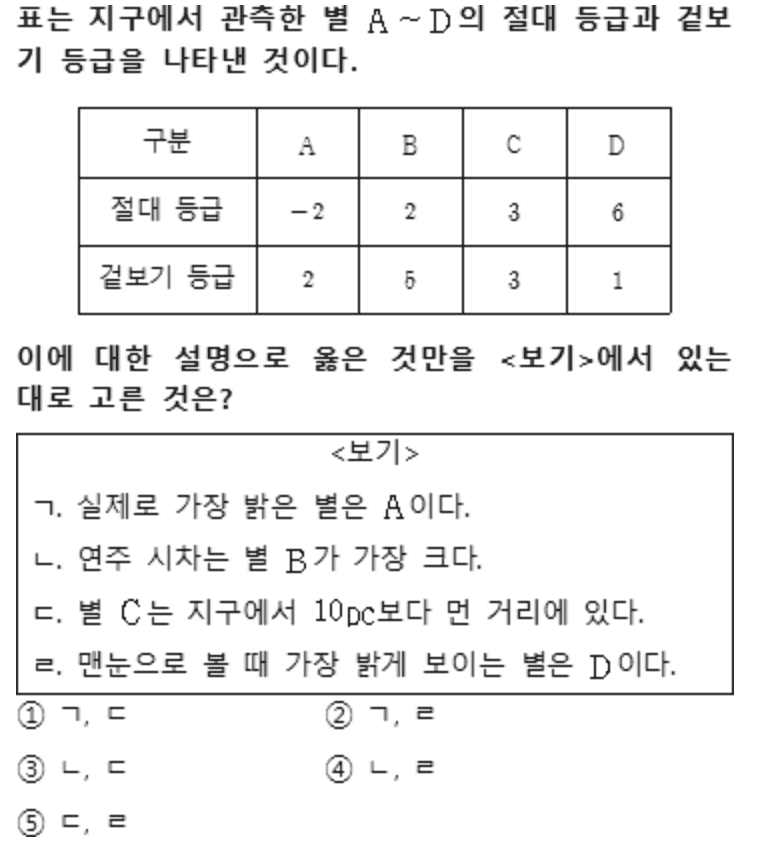 표는 지구에서 관측한 별 A ~ D의 절대 등급과 겉보
기 등급을 나타낸 것이다.
구분 A B C D
절대 등급 -2 2 3 6
겉보기 등급 2 5 3 1
이에 대한 설명으로 옳은 것만을 <보기>에서 있는
대로 고른 것은?
<보기>
ㄱ. 실제로 가장 밝은 별은 A이다.
ㄴ. 연주 시차는 별 B가 가장 크다.
ㄷ. 별 C는 지구에서 10pc보다 먼 거리에 있다.
ㄹ. 맨눈으로 볼 때 가장 밝게 보이는 별은 D이다.
① ㄱ, ㄷ ② ㄱ, ㄹ
③ ㄴ, ㄷ ④ ㄴ, ㄹ
⑤ ㄷ, ㄹ